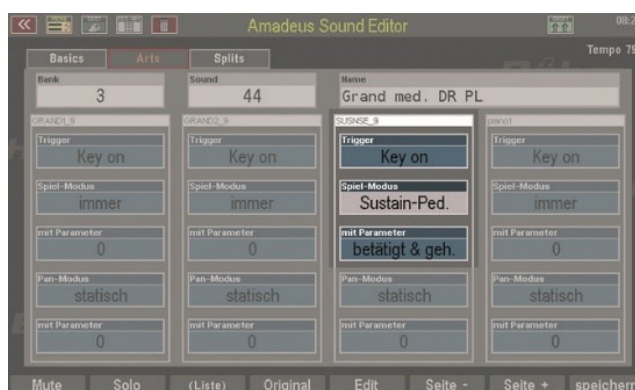 Amadeus Sound Editor
Tempo 79
Basics Arts Splits
Bank Sound Name
3 44 Grand med. DR PL
GRAND1_9 GRAND2_9 SUSNSE_9 piano1
Trigger Trigger Trigger Trigger
Key on Key on Key on Key on
Spiel-Modus Spiel-Modus Spiel-Modus Spiel-Modus
immer immer Sustain-Ped. immer
mit Parameter mit Parameter mit Parameter mit Parameter
0 0 betätigt & geh. 0
Pan-Modus Pan-Modus Pan-Modus Pan-Modus
statisch statisch statisch statisch
mit Parameter mit Parameter mit Parameter mit Parameter
0 0 0 0
Mute Solo (Liste) Original Edit Seite - Seite + speichern